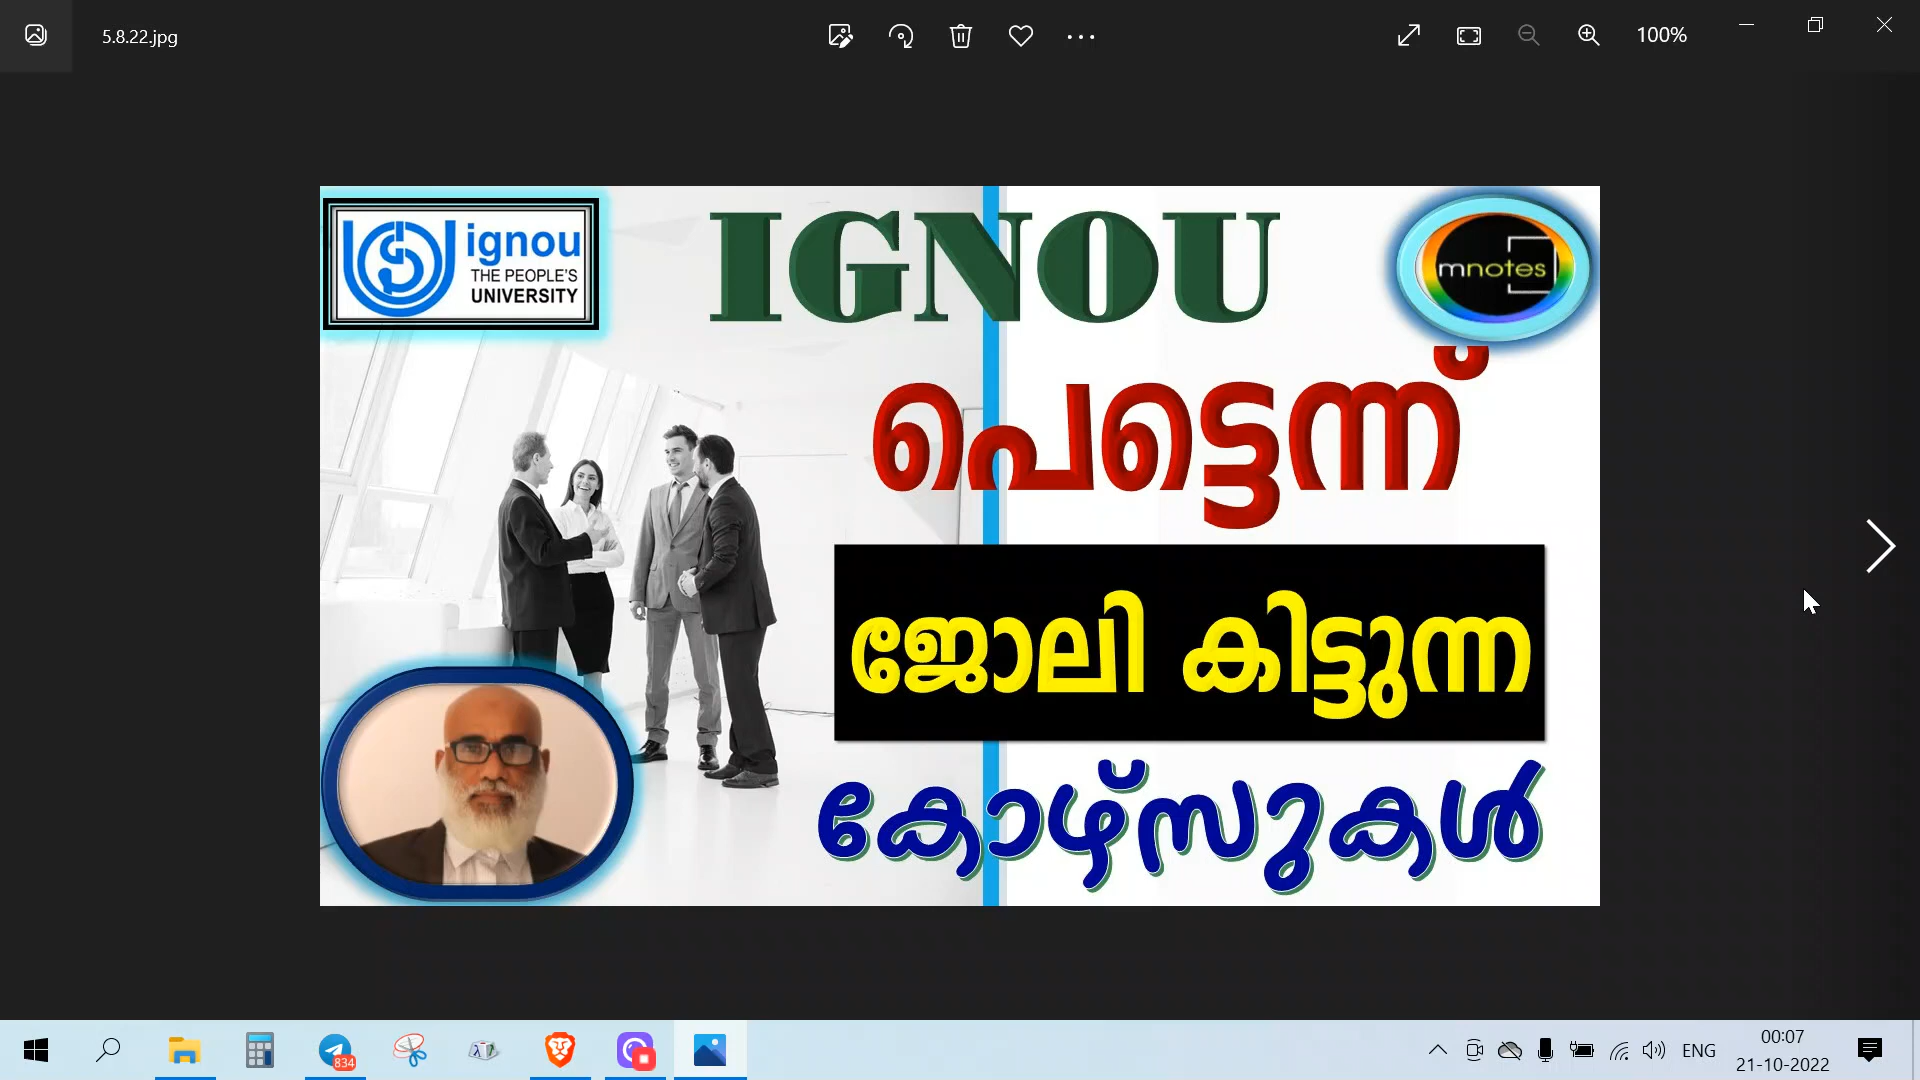 5.8.22.jpg
100%
ignou
THE PEOPLE'S
UNIVERSITY
IGNOU
mnotes
പെട്ടെന്ന്
ജോലി കിട്ടുന്ന
കോഴ്സുകൾ
834
λ7
ENG
00:07
21-10-2022